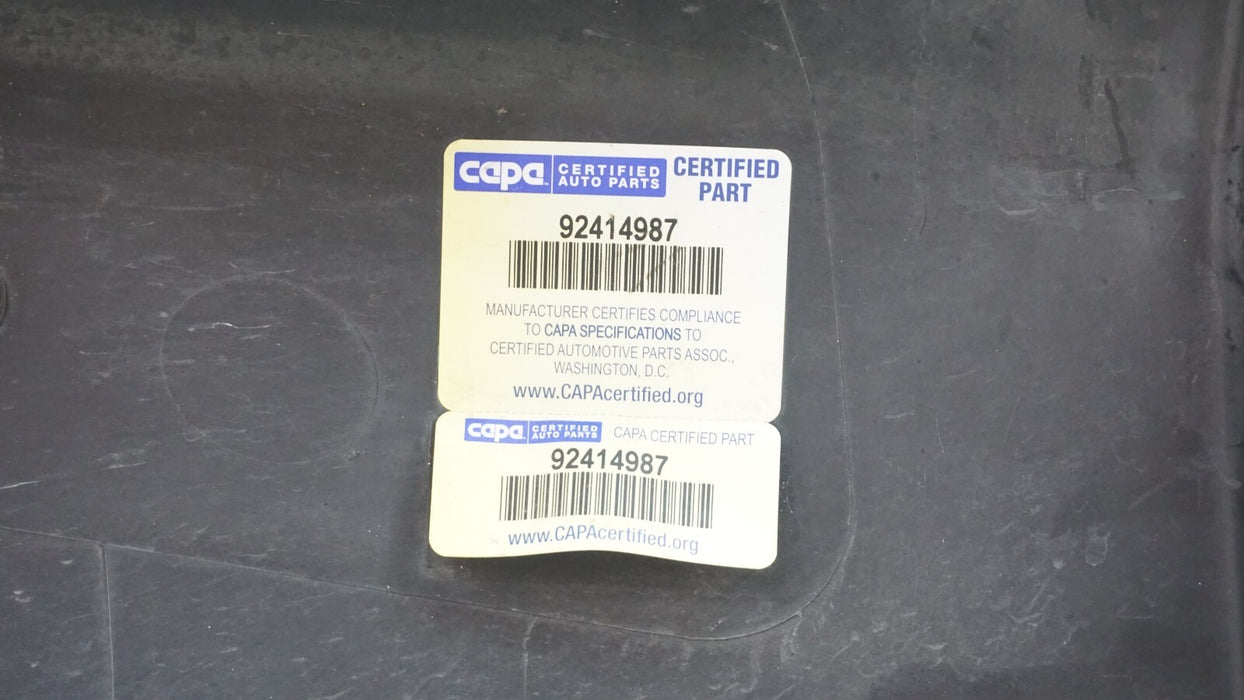 capa CERTIFIED AUTO PARTS
CERTIFIED PART
92414987
MANUFACTURER CERTIFIES COMPLIANCE
TO CAPA SPECIFICATIONS TO
CERTIFIED AUTOMOTIVE PARTS ASSOC.,
WASHINGTON, D.C.
www.CAPAcertified.org
capa CERTIFIED AUTO PARTS CAPA CERTIFIED PART
92414987
www.CAPAcertified.org